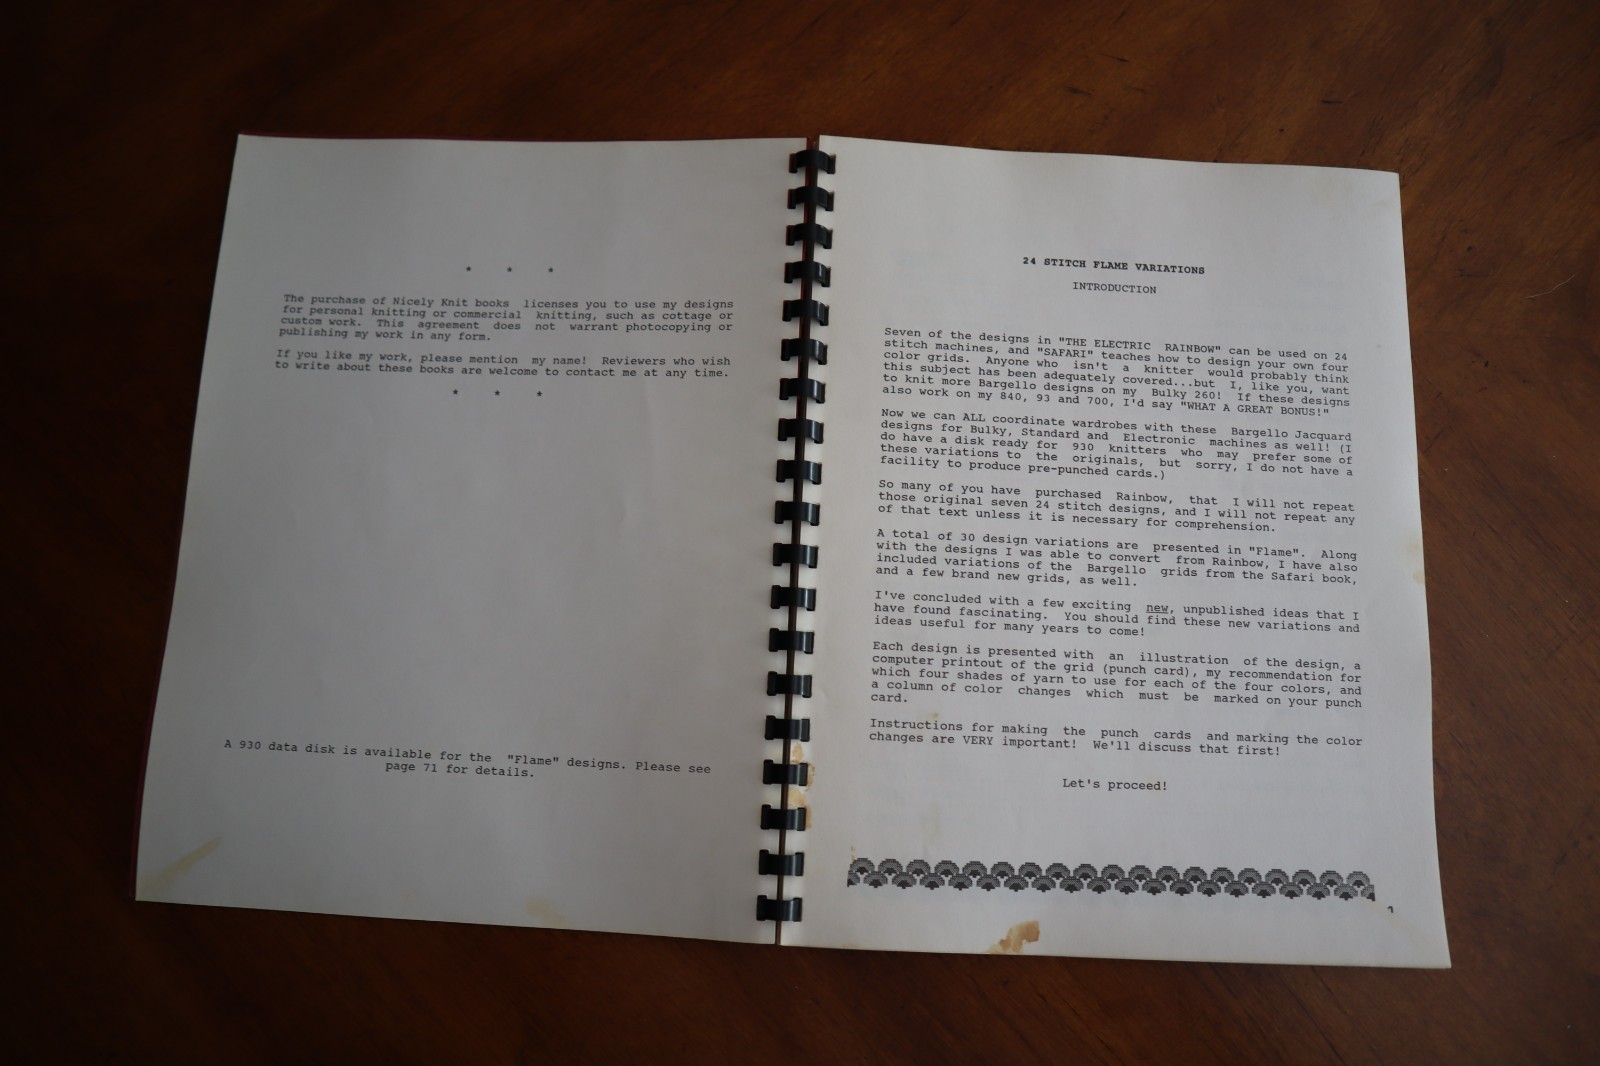 * * *
The purchase of Nicely Knit books licenses you to use my designs
for personal knitting or commercial knitting, such as cottage or
custom work. This agreement does not warrant photocopying or
publishing my work in any form.
If you like my work, please mention my name! Reviewers who wish
to write about these books are welcome to contact me at any time.
* * *
A 930 data disk is available for the "Flame" designs. Please see
page 71 for details.
24 STITCH FLAME VARIATIONS
INTRODUCTION
Seven of the designs in "THE ELECTRIC RAINBOW" can be used on 24
stitch machines, and "SAFARI" teaches how to design your own four
color grids. Anyone who isn't a knitter would probably think
this subject has been adequately covered...but I, like you, want
to knit more Bargello designs on my Bulky 260! If these designs
also work on my 840, 93 and 700, I'd say "WHAT A GREAT BONUS!"
Now we can ALL coordinate wardrobes with these Bargello Jacquard
designs for Bulky, Standard and Electronic machines as well! (I
do have a disk ready for 930 knitters who may prefer some of
these variations to the originals, but sorry, I do not have a
facility to produce pre-punched cards.)
So many of you have purchased Rainbow, that I will not repeat
those original seven 24 stitch designs, and I will not repeat any
of that text unless it is necessary for comprehension.
A total of 30 design variations are presented in "Flame". Along
with the designs I was able to convert from Rainbow, I have also
included variations of the Bargello grids from the Safari book,
and a few brand new grids, as well.
I've concluded with a few exciting new, unpublished ideas that I
have found fascinating. You should find these new variations and
ideas useful for many years to come!
Each design is presented with an illustration of the design, a
computer printout of the grid (punch card), my recommendation for
which four shades of yarn to use for each of the four colors, and
a column of color changes which must be marked on your punch
card.
Instructions for making the punch cards and marking the color
changes are VERY important! We'll discuss that first!
Let's proceed!